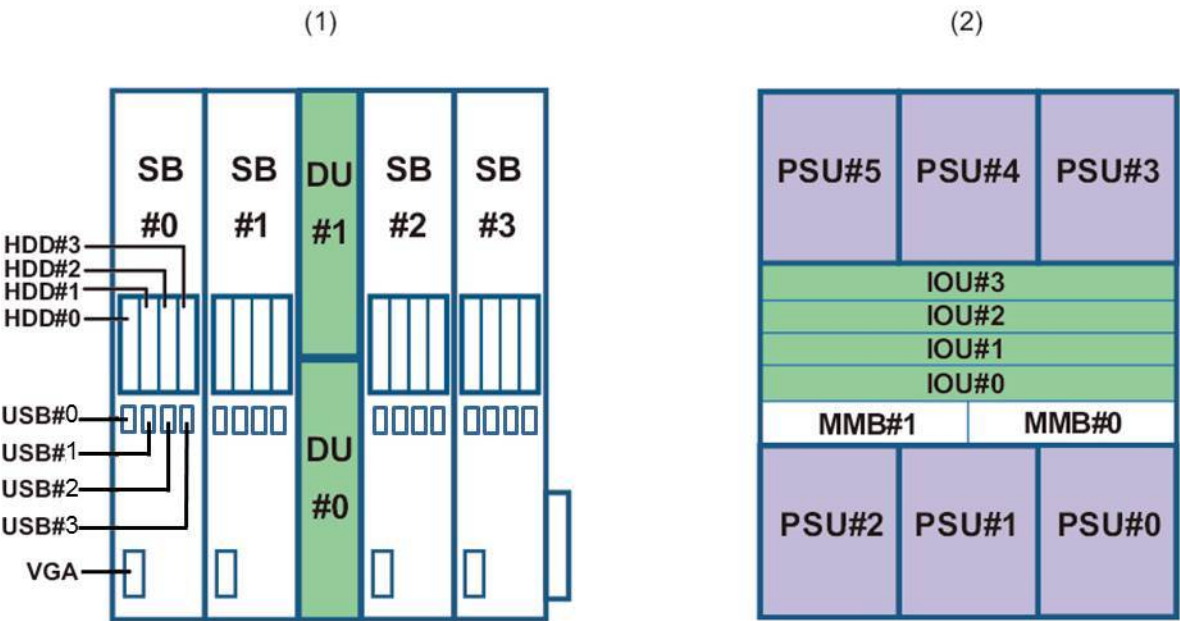 (1)
(2)
SB #0
SB #1
DU #1
SB #2
SB #3
HDD#3
HDD#2
HDD#1
HDD#0
USB#0
USB#1
USB#2
USB#3
VGA
DU #0
PSU#5
PSU#4
PSU#3
IOU#3
IOU#2
IOU#1
IOU#0
MMB#1
MMB#0
PSU#2
PSU#1
PSU#0